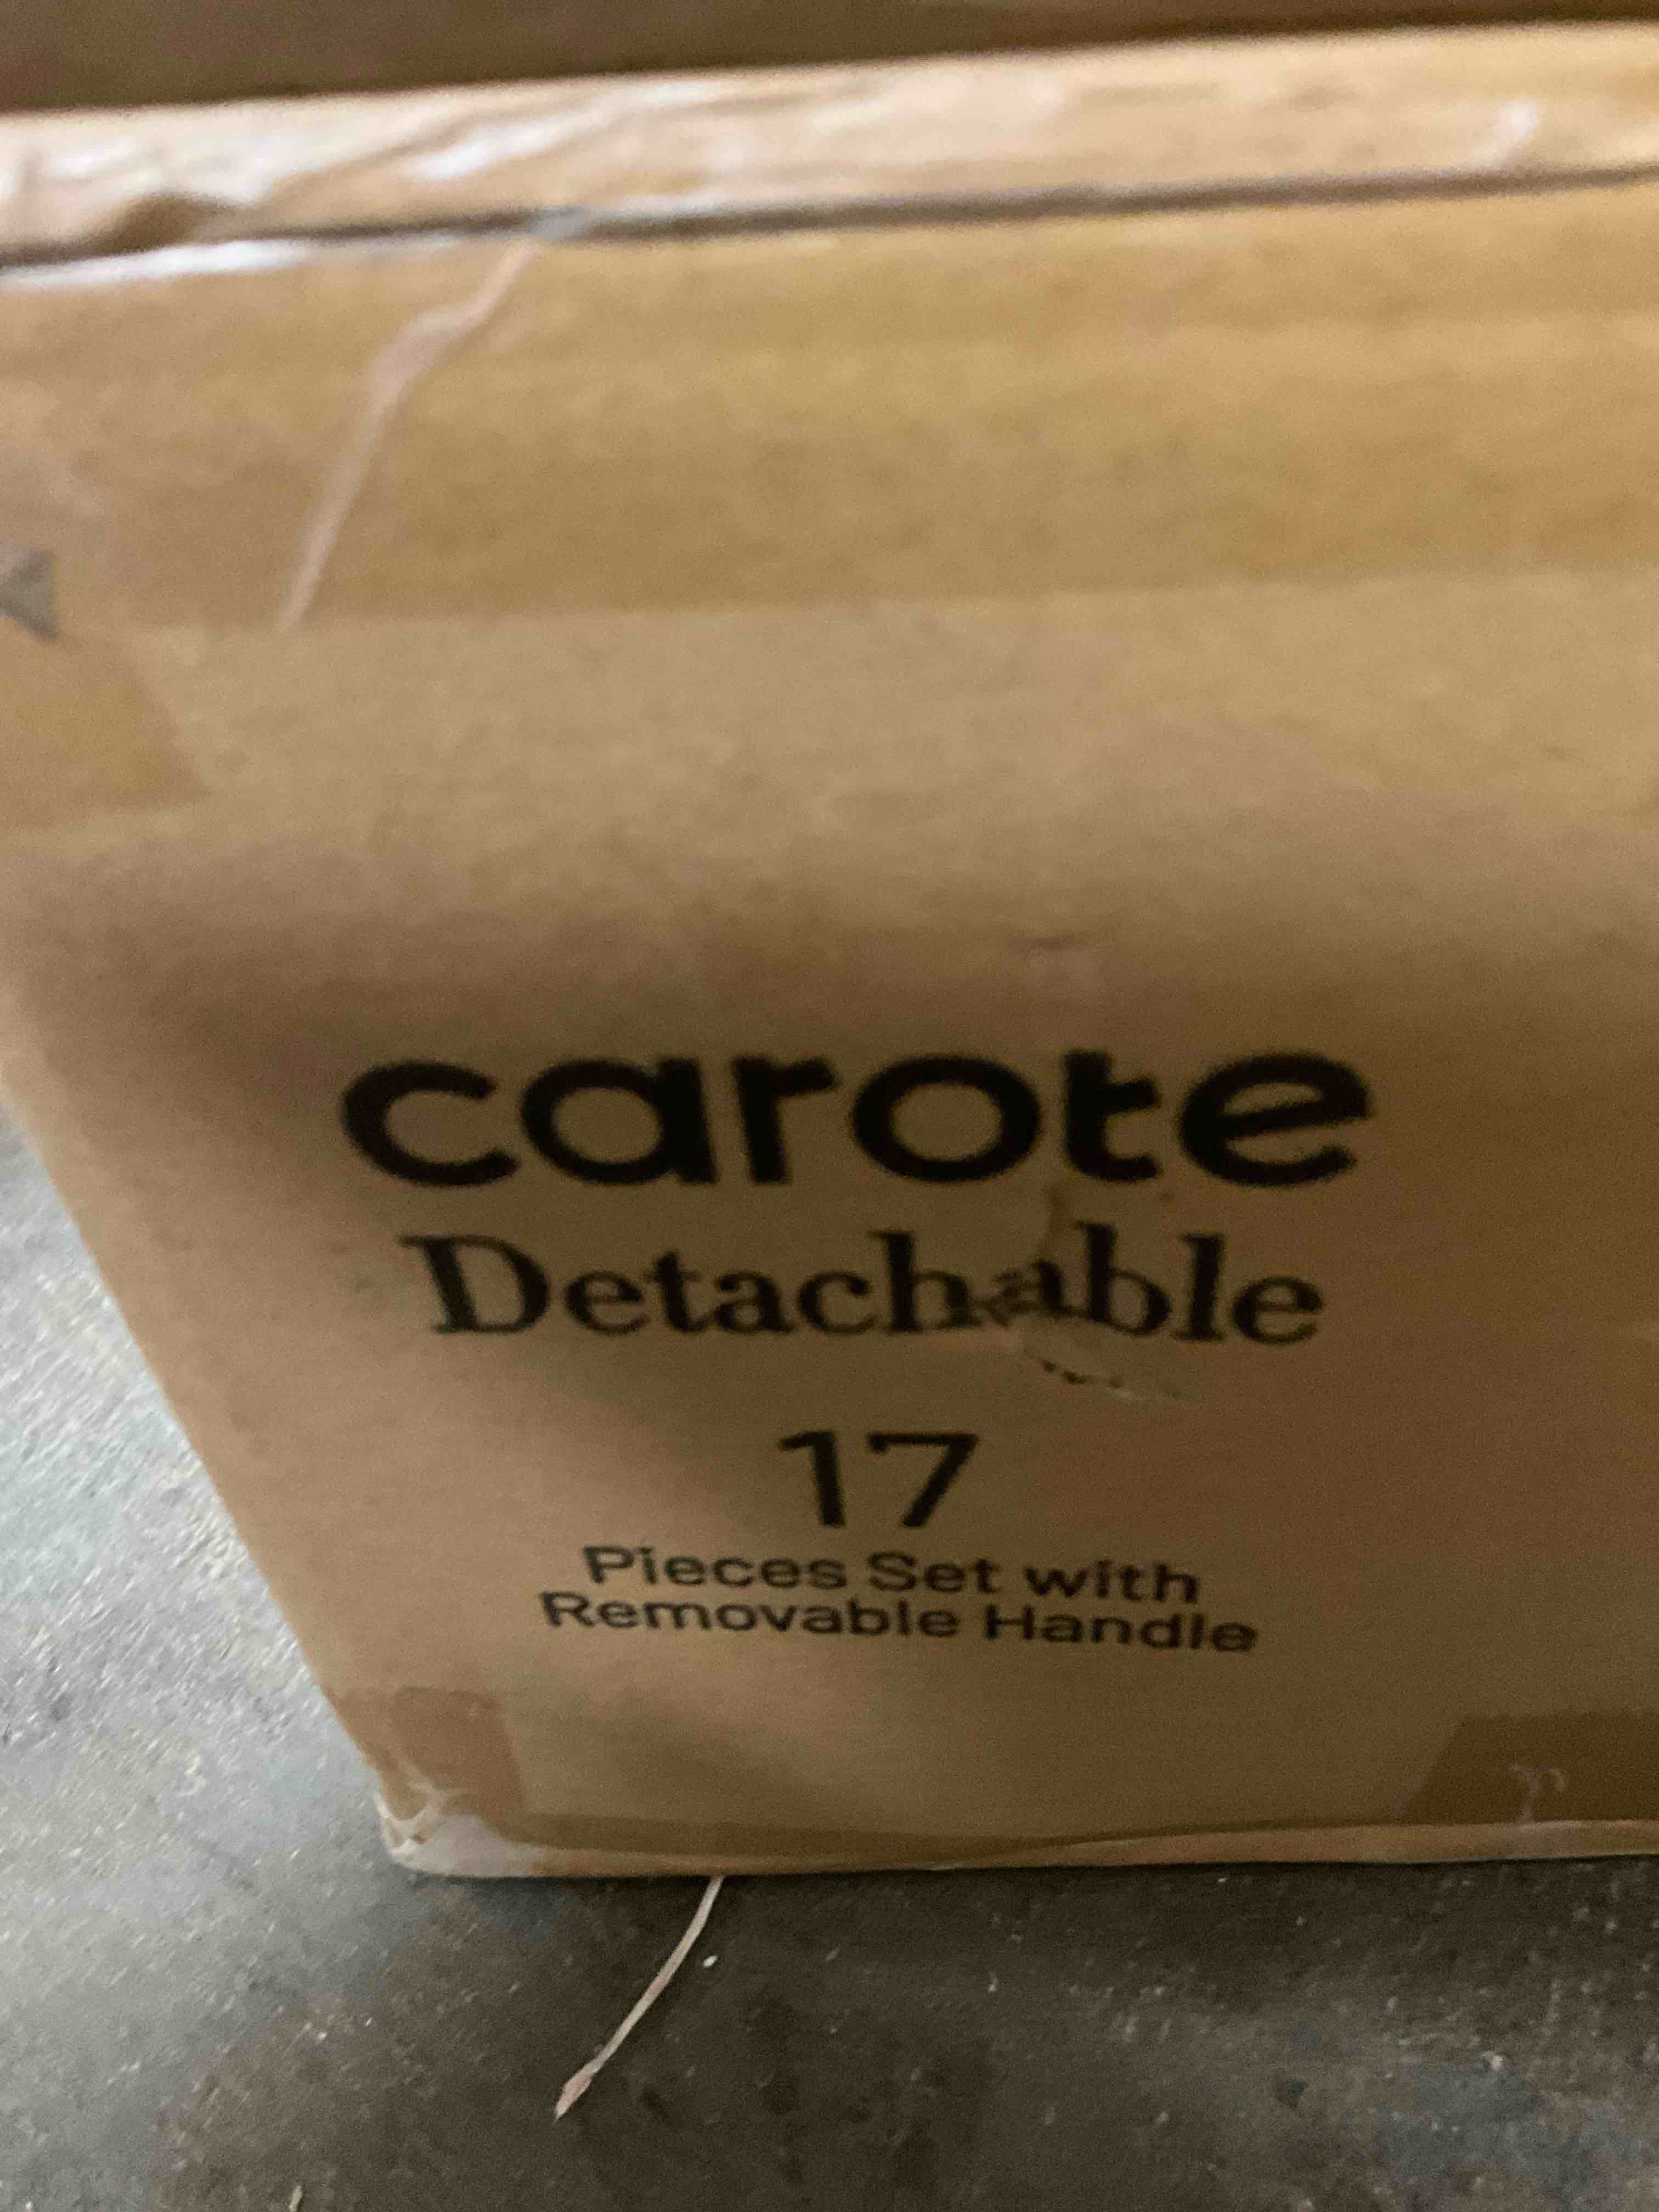 carote
Detachable
17
Pieces Set with
Removable Handle